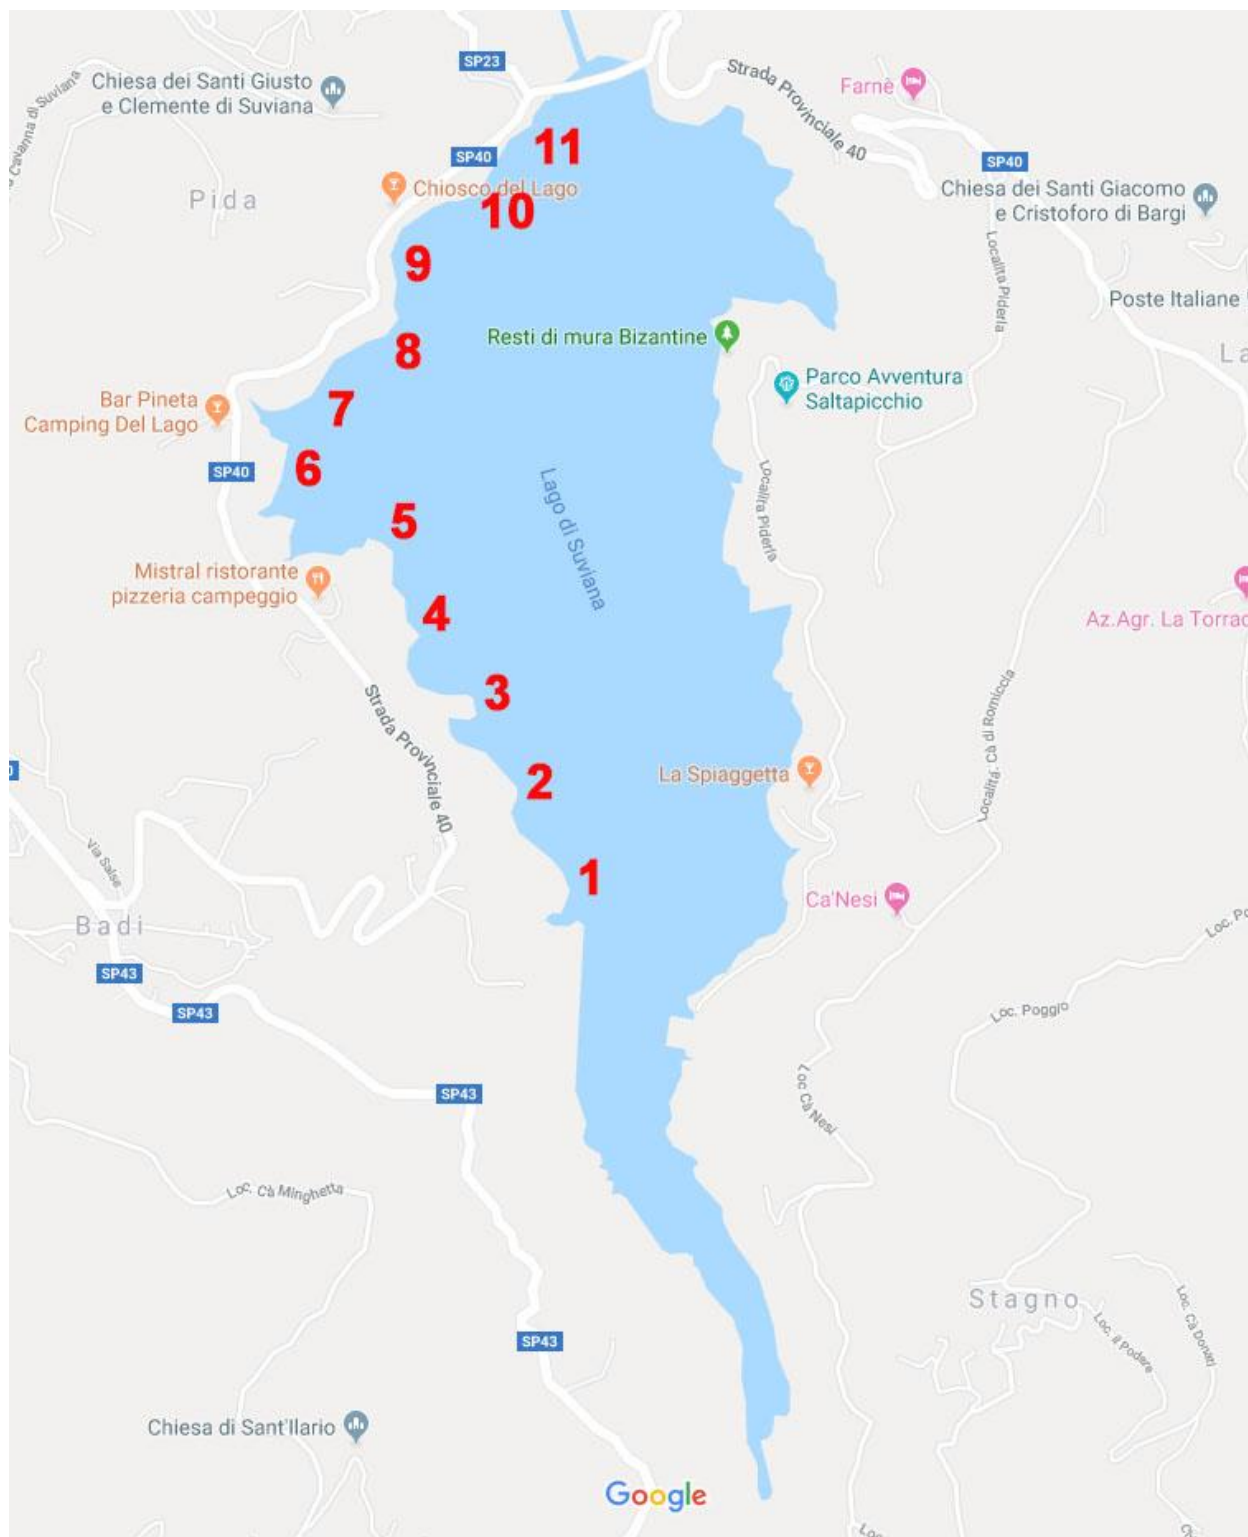 SP23
Chiesa dei Santi Giusto
e Clemente di Suviana
Strada Provinciale 40
Farnè
Cavanna di Suviana
11
SP40
SP40
Chiosco del Lago
Chiesa dei Santi Giacomo
e Cristoforo di Bargi
Pida
10
9
Località Piderla
Poste Italiane
8
Resti di mura Bizantine
La
Parco Avventura
Saltapicchio
Bar Pineta
Camping Del Lago
7
6
SP40
Lago di Suviana
Località Piderla
5
Mistral ristorante
pizzeria campeggio
4
Az.Agr. La Torrac
3
Strada Provinciale 40
Località. Cà di Romiccia
2
La Spiaggetta
Via Salse
1
Ca'Nesi
Badi
SP43
SP43
Loc. Poggio
SP43
Loc Cà Nesi
Loc. Cà Minghetta
Stagno
Loc. Cà Donati
Loc. il Podere
SP43
Chiesa di Sant'Ilario
Google